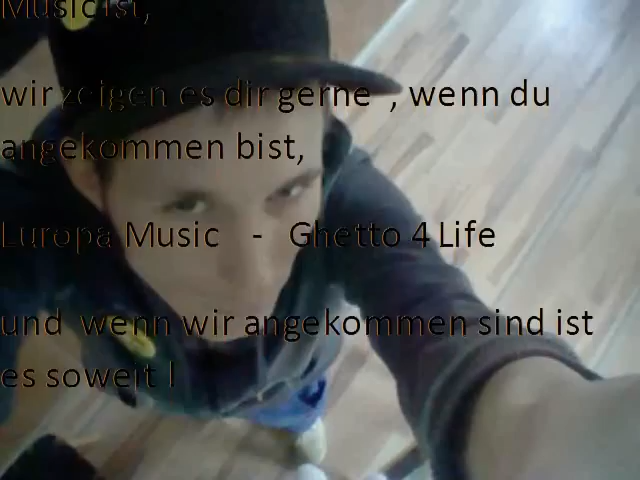 Music ist,
wir zeigen es dir gerne , wenn du
angekommen bist,
Europa Music - Ghetto 4 Life
und wenn wir angekommen sind ist
es soweit !